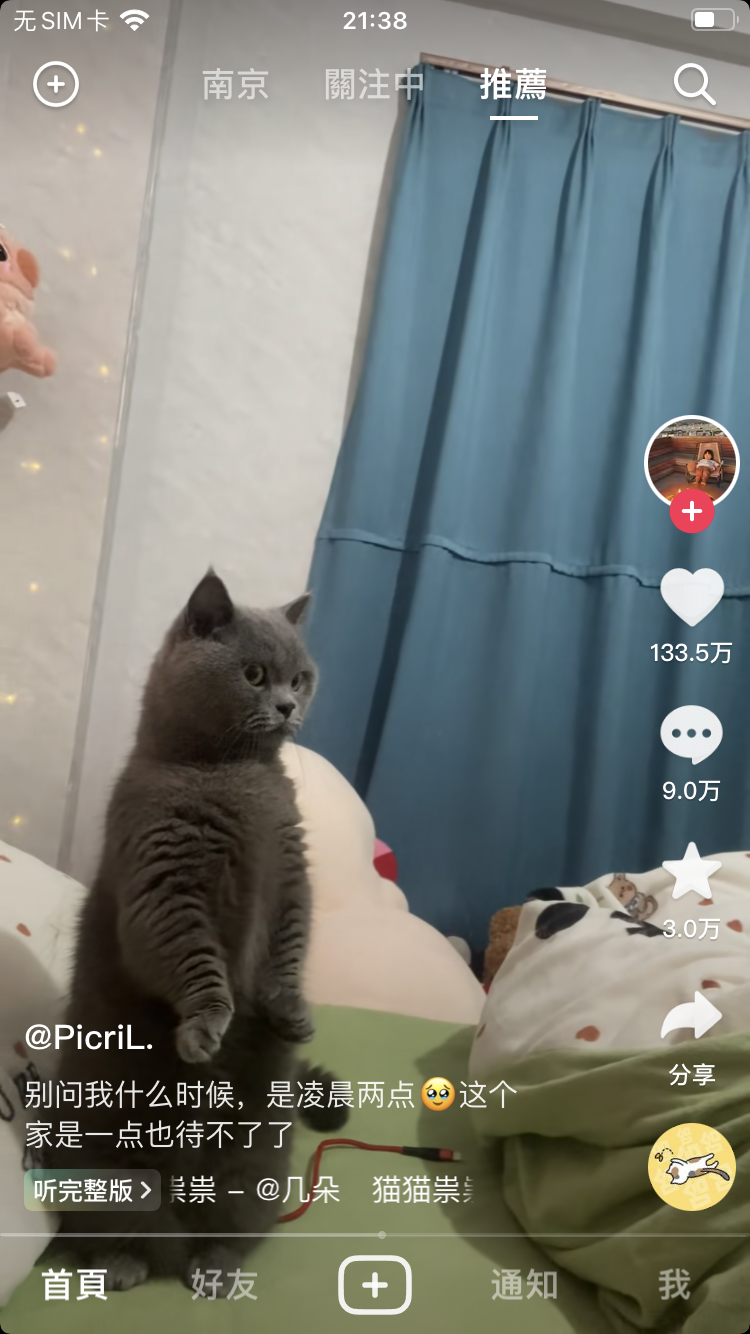 无SIM卡
21:38
南京 關注中 推薦
133.5万
9.0万
3.0万
分享
@PicriL.
别问我什么时候，是凌晨两点🥹这个
家是一点也待不了了
听完整版 祟祟 – @几朵 猫猫祟
首頁 好友 通知 我